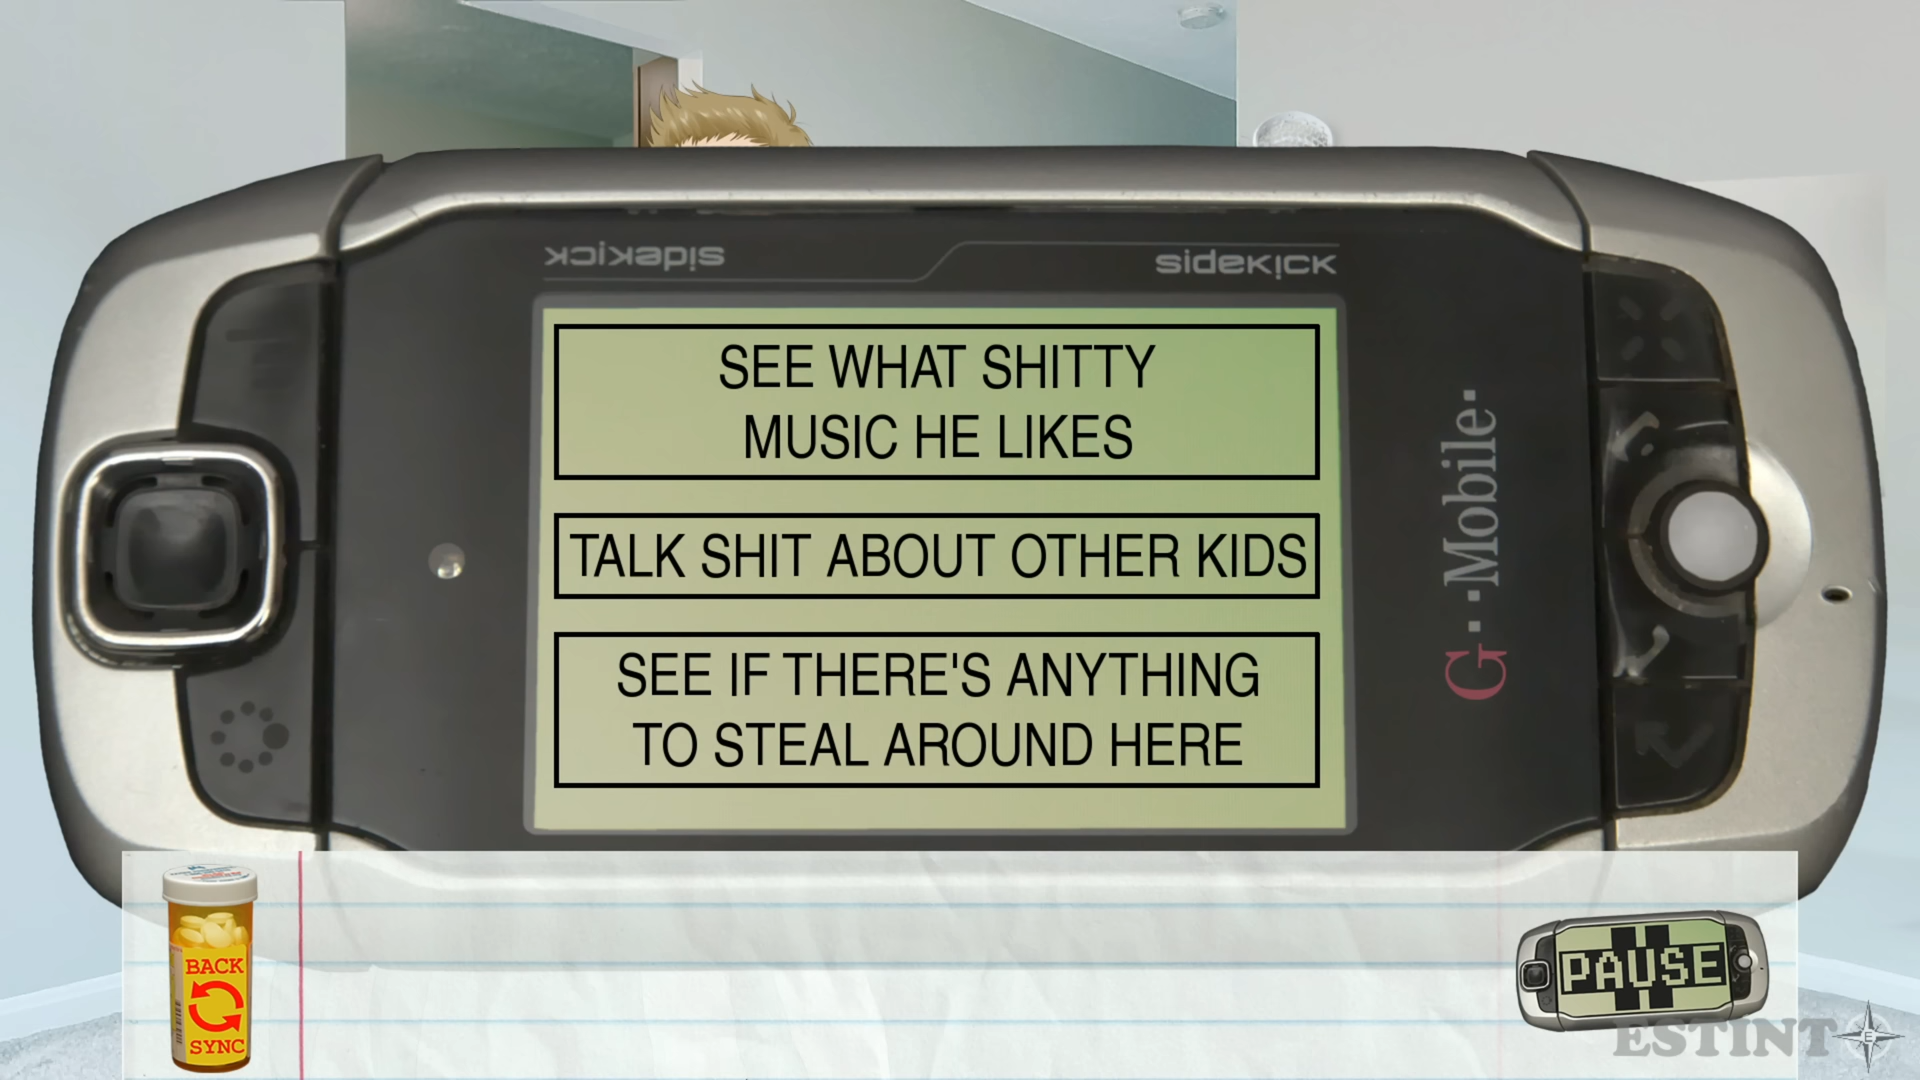 sidekick
sidekick
SEE WHAT SHITTY
MUSIC HE LIKES
TALK SHIT ABOUT OTHER KIDS
SEE IF THERE'S ANYTHING
TO STEAL AROUND HERE
G··Mobile·
BACK
SYNC
PAUSE
ESTINT
E